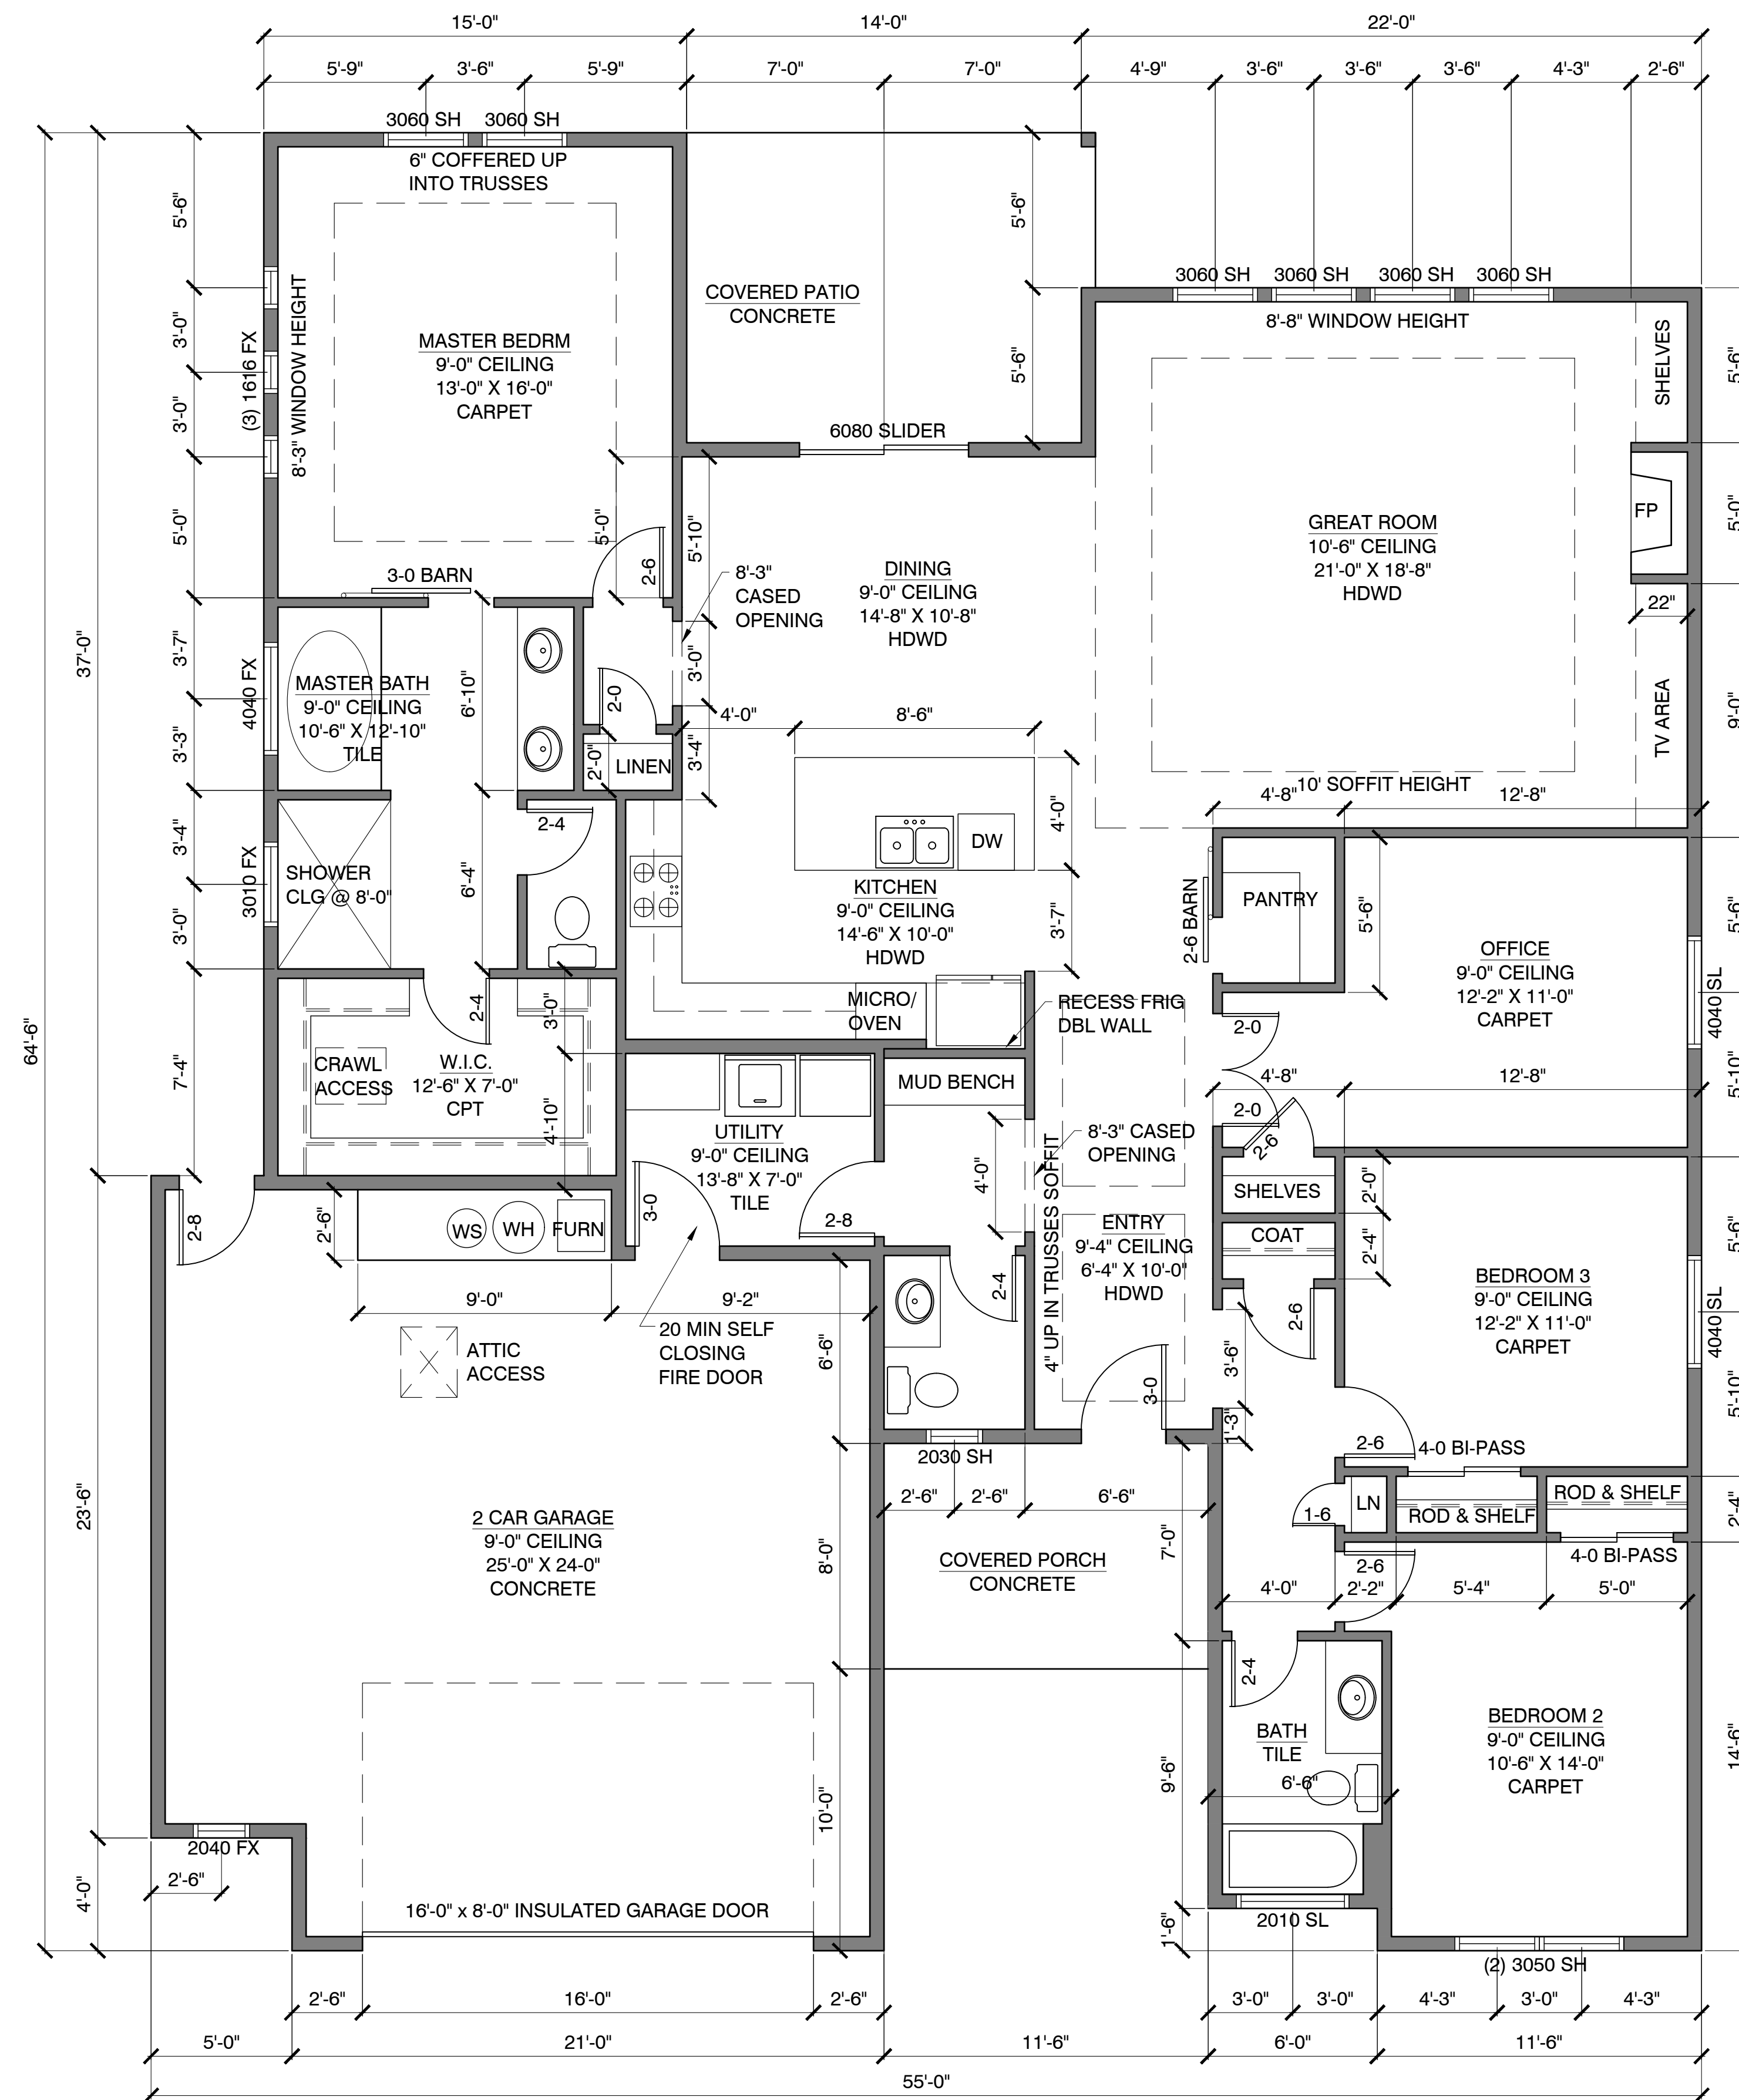 15'-0"
14'-0"
22'-0"
5'-9"
3'-6"
5'-9"
7'-0"
7'-0"
4'-9"
3'-6"
3'-6"
3'-6"
4'-3"
2'-6"
3060 SH
3060 SH
6" COFFERED UP
INTO TRUSSES
5'-6"
5'-6"
3060 SH
3060 SH
3060 SH
3060 SH
8'-8" WINDOW HEIGHT
COVERED PATIO
CONCRETE
8'-3" WINDOW HEIGHT
(3) 1616 FX
3'-0"
3'-0"
MASTER BEDRM
9'-0" CEILING
13'-0" X 16'-0"
CARPET
5'-6"
SHELVES
5'-6"
6080 SLIDER
5'-0"
5'-0"
5'-10"
FP
5'-0"
GREAT ROOM
10'-6" CEILING
21'-0" X 18'-8"
HDWD
3-0 BARN
2-6
8'-3"
CASED
OPENING
DINING
9'-0" CEILING
14'-8" X 10'-8"
HDWD
22"
37'-0"
3'-7"
4040 FX
3'-3"
MASTER BATH
9'-0" CEILING
10'-6" X 12'-10"
TILE
6'-10"
2-0
3'-0"
4'-0"
8'-6"
2'-0"
LINEN
3'-4"
TV AREA
9'-0"
10' SOFFIT HEIGHT
4'-8"
12'-8"
4'-0"
DW
2-4
3'-4"
3010 FX
3'-0"
SHOWER
CLG @ 8'-0"
6'-4"
KITCHEN
9'-0" CEILING
14'-6" X 10'-0"
HDWD
3'-7"
2-6 BARN
PANTRY
5'-6"
5'-6"
OFFICE
9'-0" CEILING
12'-2" X 11'-0"
CARPET
4040 SL
MICRO/
OVEN
RECESS FRIG
DBL WALL
2-0
64'-6"
7'-4"
2-4
3'-0"
CRAWL
ACCESS
W.I.C.
12'-6" X 7'-0"
CPT
4'-10"
MUD BENCH
4'-8"
12'-8"
5'-10"
2-0
2-6
UTILITY
9'-0" CEILING
13'-8" X 7'-0"
TILE
8'-3" CASED
OPENING
4'-0"
4" UP IN TRUSSES SOFFIT
SHELVES
2'-0"
COAT
2'-4"
5'-6"
2-8
2'-6"
WS
WH
FURN
3-0
2-8
ENTRY
9'-4" CEILING
6'-4" X 10'-0"
HDWD
BEDROOM 3
9'-0" CEILING
12'-2" X 11'-0"
CARPET
4040 SL
9'-0"
9'-2"
2-4
2-6
ATTIC
ACCESS
20 MIN SELF
CLOSING
FIRE DOOR
6'-6"
3-0
3'-6"
1'-3"
5'-10"
2030 SH
2-6
4-0 BI-PASS
23'-6"
2'-6"
2'-6"
6'-6"
1-6
LN
ROD & SHELF
ROD & SHELF
2'-4"
2 CAR GARAGE
9'-0" CEILING
25'-0" X 24-0"
CONCRETE
8'-0"
COVERED PORCH
CONCRETE
7'-0"
2-6
4-0 BI-PASS
4'-0"
2'-2"
5'-4"
5'-0"
2-4
BATH
TILE
6'-6"
9'-6"
BEDROOM 2
9'-0" CEILING
10'-6" X 14'-0"
CARPET
14'-6"
10'-0"
2040 FX
2'-6"
4'-0"
16'-0" x 8'-0" INSULATED GARAGE DOOR
2010 SL
1'-6"
(2) 3050 SH
2'-6"
16'-0"
2'-6"
3'-0"
3'-0"
4'-3"
3'-0"
4'-3"
5'-0"
21'-0"
11'-6"
6'-0"
11'-6"
55'-0"